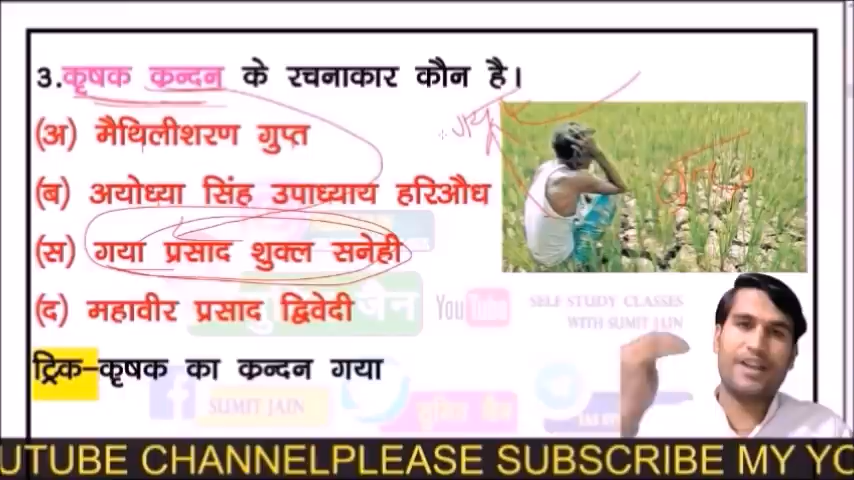 3.कृषक कन्दन के रचनाकार कौन है।
(अ) मैथिलीशरण गुप्त
(ब) अयोध्या सिंह उपाध्याय हरिऔध
(स) गया प्रसाद शुक्ल सनेही
(द) महावीर प्रसाद द्विवेदी
YouTube
SELF STUDY CLASSES
WITH SUMIT JAIN
ट्रिक-कृषक का कन्दन गया
SUMIT JAIN
सुमित जैन
UTUBE CHANNELPLEASE SUBSCRIBE MY YO